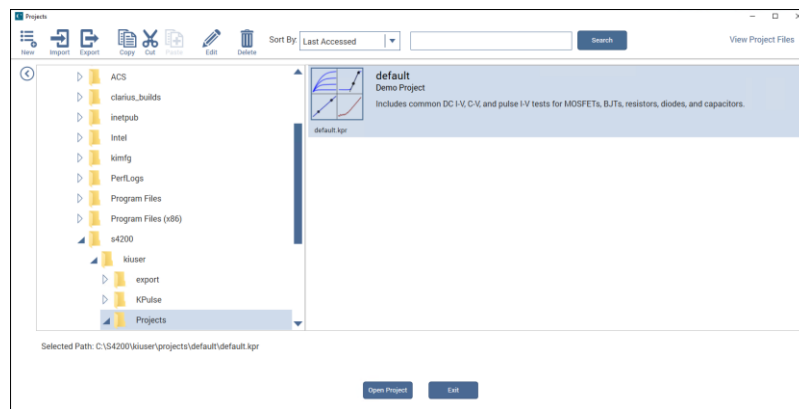 Projects
New Import Export Copy Cut Paste Edit Delete Sort By: Last Accessed Search View Project Files
ACS
clarius_builds
inetpub
Intel
kimfg
PerfLogs
Program Files
Program Files (x86)
s4200
kiuser
export
KPulse
Projects
default
Demo Project
Includes common DC I-V, C-V, and pulse I-V tests for MOSFETs, BJTs, resistors, diodes, and capacitors.
default.kpr
Selected Path: C:\S4200\kiuser\projects\default\default.kpr
Open Project Exit